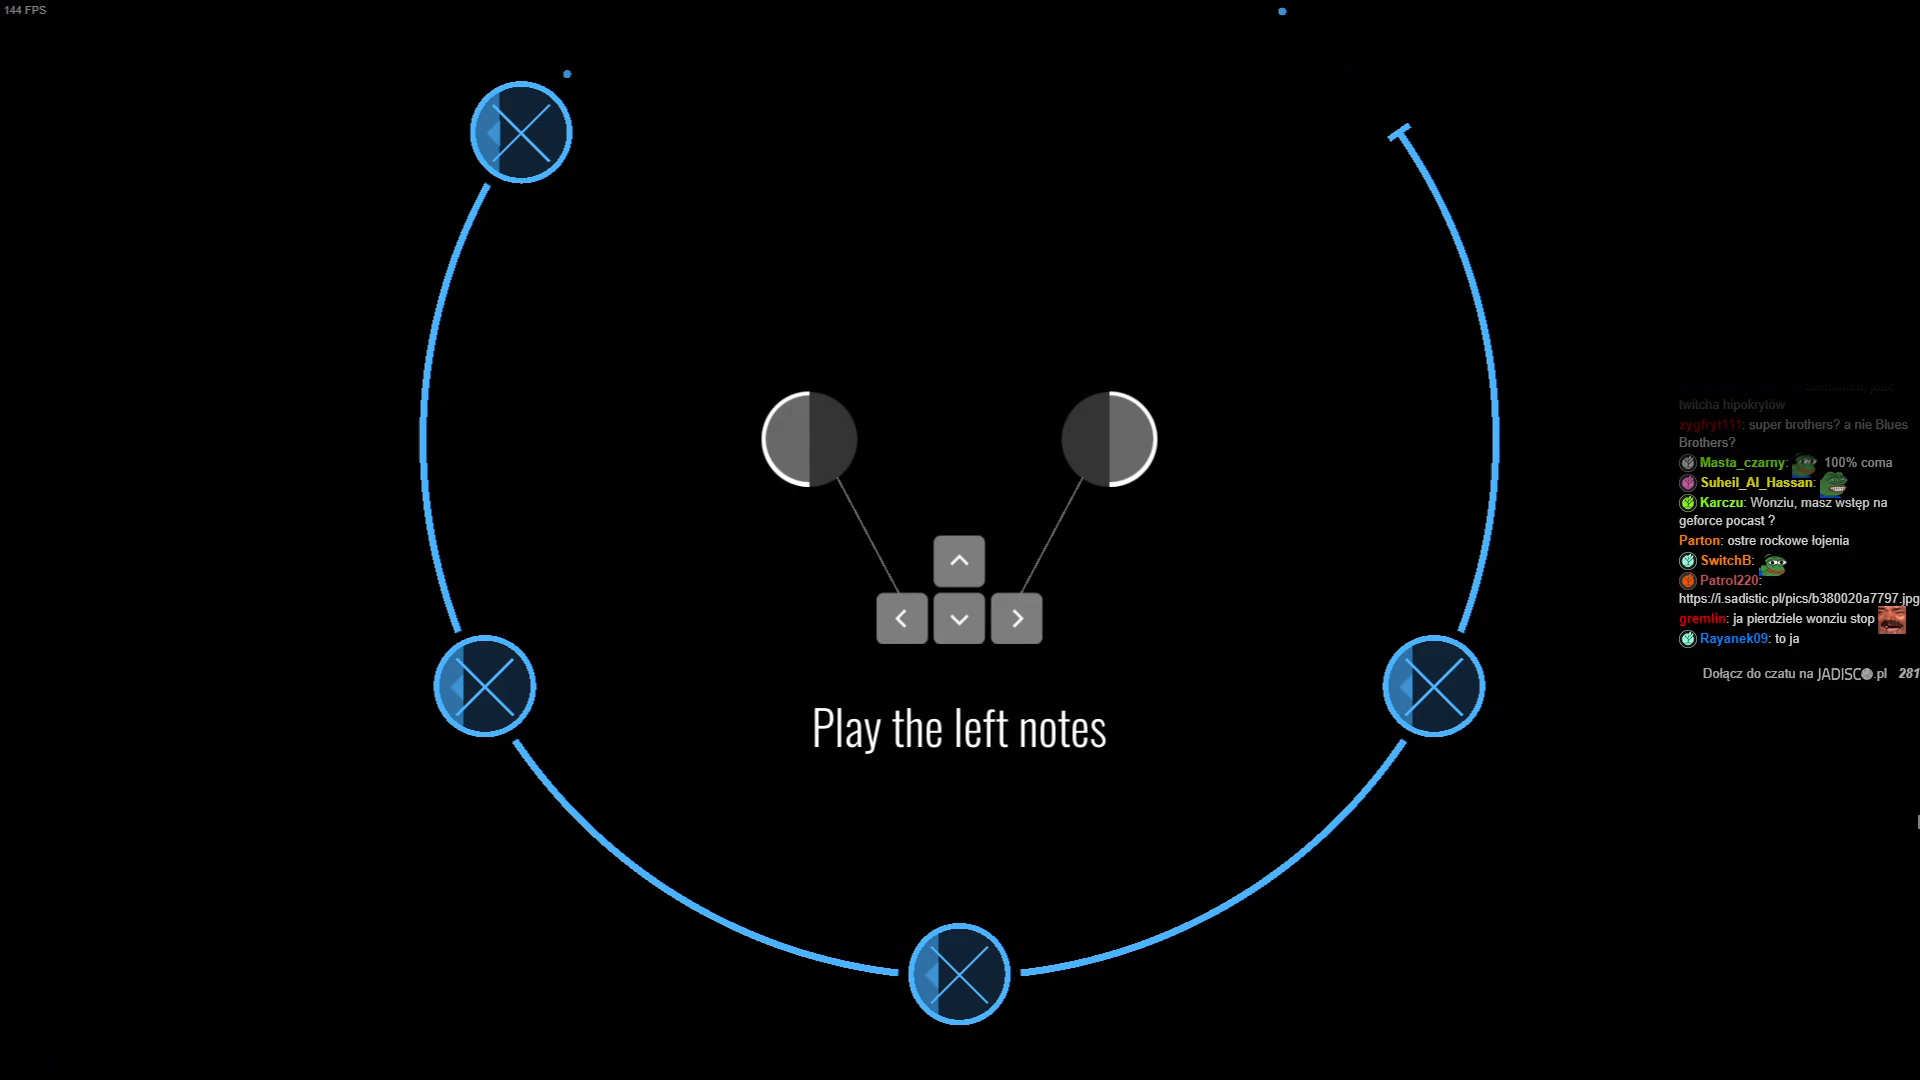 144 FPS
twitcha hipokrytów
zygfryt111: super brothers? a nie Blues
Brothers?
Masta_czarny: 100% coma
Suheil_Al_Hassan:
Karczu: Wonziu, masz wstęp na
geforce pocast ?
Parton: ostre rockowe łojenia
SwitchB:
Patrol220:
https://i.sadistic.pl/pics/b380020a7797.jpg
gremlin: ja pierdziele wonziu stop
Rayanek09: to ja
Dołącz do czatu na JADISCO.pl 281
Play the left notes